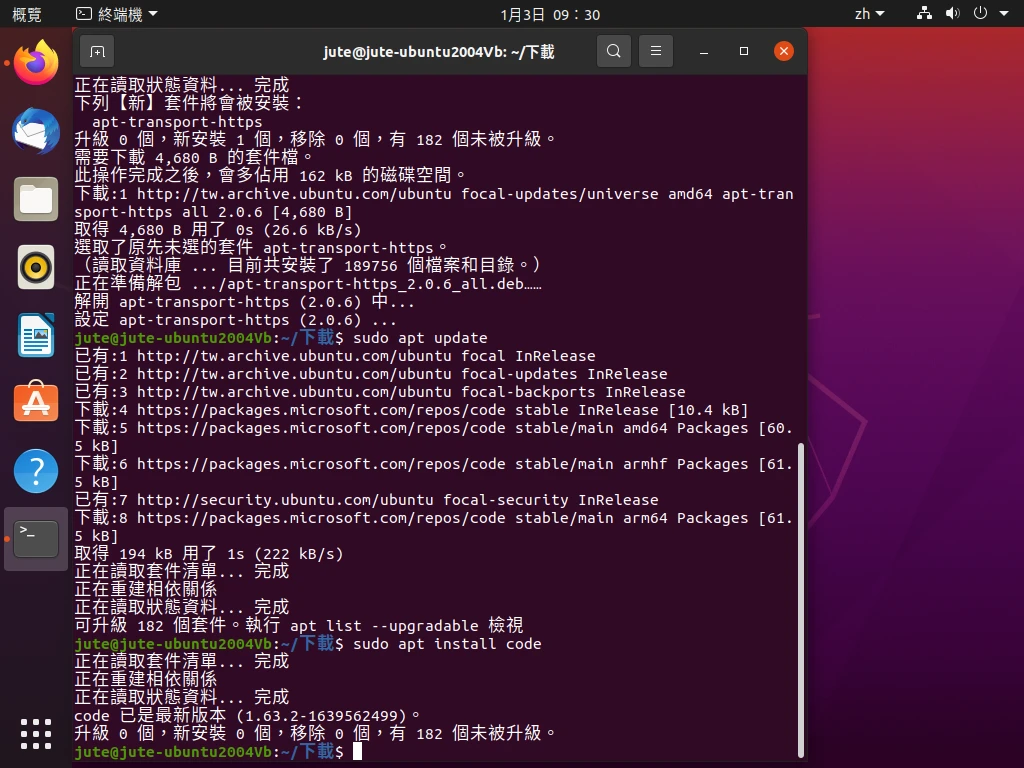 概覽
終端機
1月3日 09：30
zh
jute@jute-ubuntu2004Vb: ~/下載
正在讀取狀態資料... 完成
下列【新】套件將會被安裝：
  apt-transport-https
升級 0 個，新安裝 1 個，移除 0 個，有 182 個未被升級。
需要下載 4,680 B 的套件檔。
此操作完成之後，會多佔用 162 kB 的磁碟空間。
下載:1 http://tw.archive.ubuntu.com/ubuntu focal-updates/universe amd64 apt-tran
sport-https all 2.0.6 [4,680 B]
取得 4,680 B 用了 0s (26.6 kB/s)
選取了原先未選的套件 apt-transport-https。
（讀取資料庫 ... 目前共安裝了 189756 個檔案和目錄。）
正在準備解包 .../apt-transport-https_2.0.6_all.deb……
解開 apt-transport-https (2.0.6) 中...
設定 apt-transport-https (2.0.6) ...
jute@jute-ubuntu2004Vb:~/下載$ sudo apt update
已有:1 http://tw.archive.ubuntu.com/ubuntu focal InRelease
已有:2 http://tw.archive.ubuntu.com/ubuntu focal-updates InRelease
已有:3 http://tw.archive.ubuntu.com/ubuntu focal-backports InRelease
下載:4 https://packages.microsoft.com/repos/code stable InRelease [10.4 kB]
下載:5 https://packages.microsoft.com/repos/code stable/main amd64 Packages [60.
5 kB]
下載:6 https://packages.microsoft.com/repos/code stable/main armhf Packages [61.
5 kB]
已有:7 http://security.ubuntu.com/ubuntu focal-security InRelease
下載:8 https://packages.microsoft.com/repos/code stable/main arm64 Packages [61.
5 kB]
取得 194 kB 用了 1s (222 kB/s)
正在讀取套件清單... 完成
正在重建相依關係
正在讀取狀態資料... 完成
可升級 182 個套件。執行 apt list --upgradable 檢視
jute@jute-ubuntu2004Vb:~/下載$ sudo apt install code
正在讀取套件清單... 完成
正在重建相依關係
正在讀取狀態資料... 完成
code 已是最新版本 (1.63.2-1639562499)。
升級 0 個，新安裝 0 個，移除 0 個，有 182 個未被升級。
jute@jute-ubuntu2004Vb:~/下載$